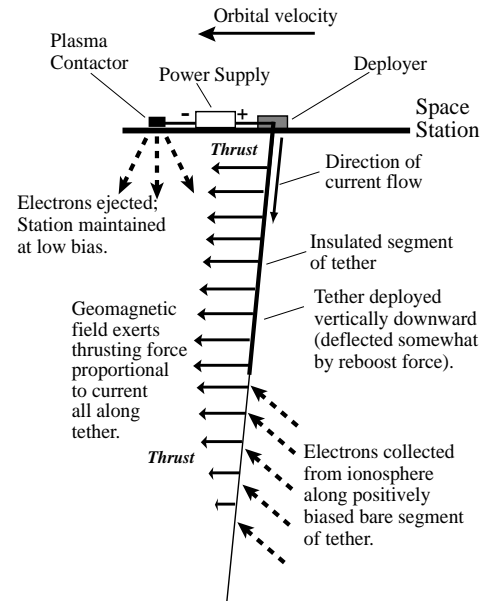 Orbital velocity
Plasma
Contactor
Power Supply
Deployer
-
+
Space
Station
Thrust
Direction of
current flow
Electrons ejected;
Station maintained
at low bias.
Insulated segment
of tether
Tether deployed
vertically downward
(deflected somewhat
by reboost force).
Geomagnetic
field exerts
thrusting force
proportional
to current
all along
tether.
Thrust
Electrons collected
from ionosphere
along positively
biased bare segment
of tether.